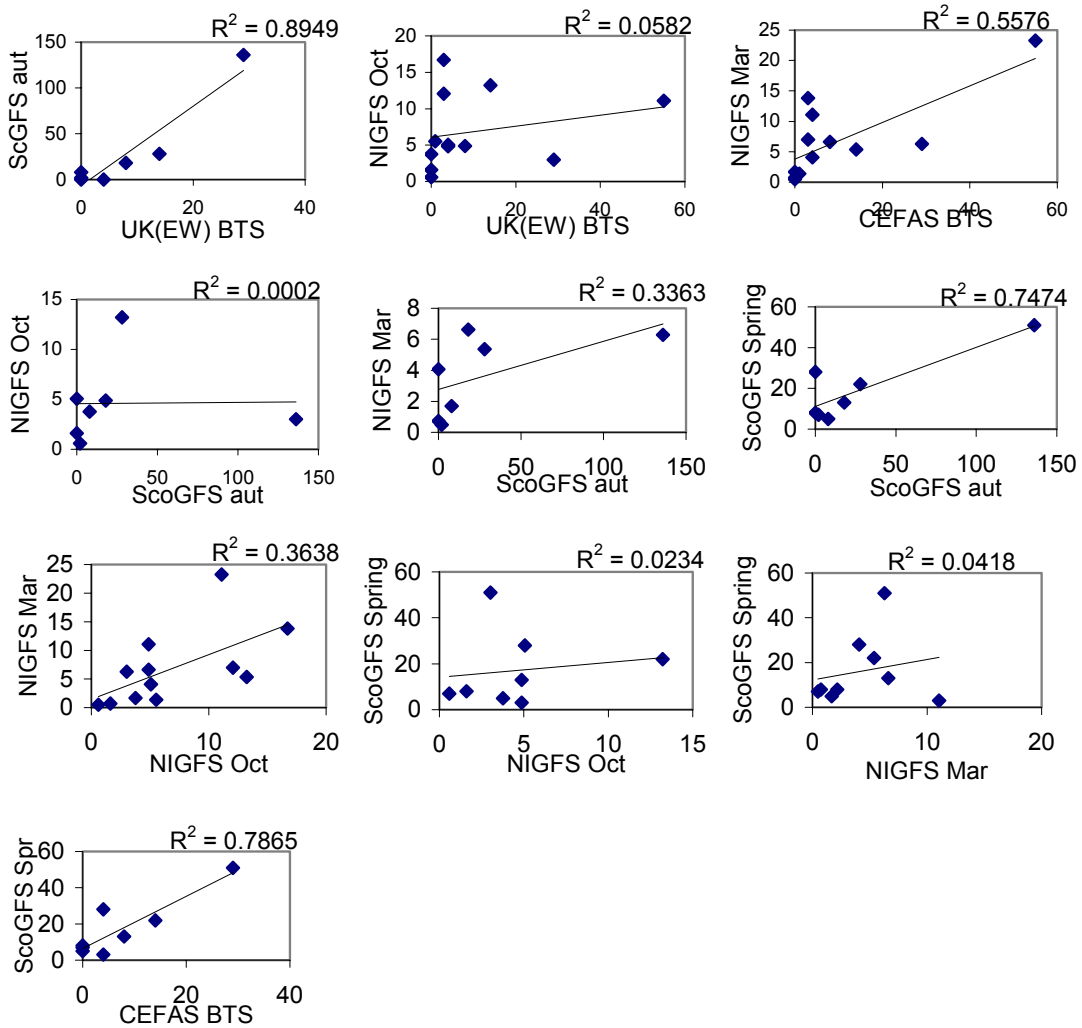 R² = 0.8949
ScGFS aut
150
100
50
0
0 20 40
UK(EW) BTS
R² = 0.0582
NIGFS Oct
20
15
10
5
0
0 20 40 60
UK(EW) BTS
R² = 0.5576
NIGFS Mar
25
20
15
10
5
0
0 20 40 60
CEFAS BTS
R² = 0.0002
NIGFS Oct
15
10
5
0
0 50 100 150
ScoGFS aut
R² = 0.3363
NIGFS Mar
8
6
4
2
0
0 50 100 150
ScoGFS aut
R² = 0.7474
ScoGFS Spring
60
40
20
0
0 50 100 150
ScoGFS aut
R² = 0.3638
NIGFS Mar
25
20
15
10
5
0
0 10 20
NIGFS Oct
R² = 0.0234
ScoGFS Spring
60
40
20
0
0 5 10 15
NIGFS Oct
R² = 0.0418
ScoGFS Spring
60
40
20
0
0 10 20
NIGFS Mar
R² = 0.7865
ScoGFS Spr
60
40
20
0
0 20 40
CEFAS BTS